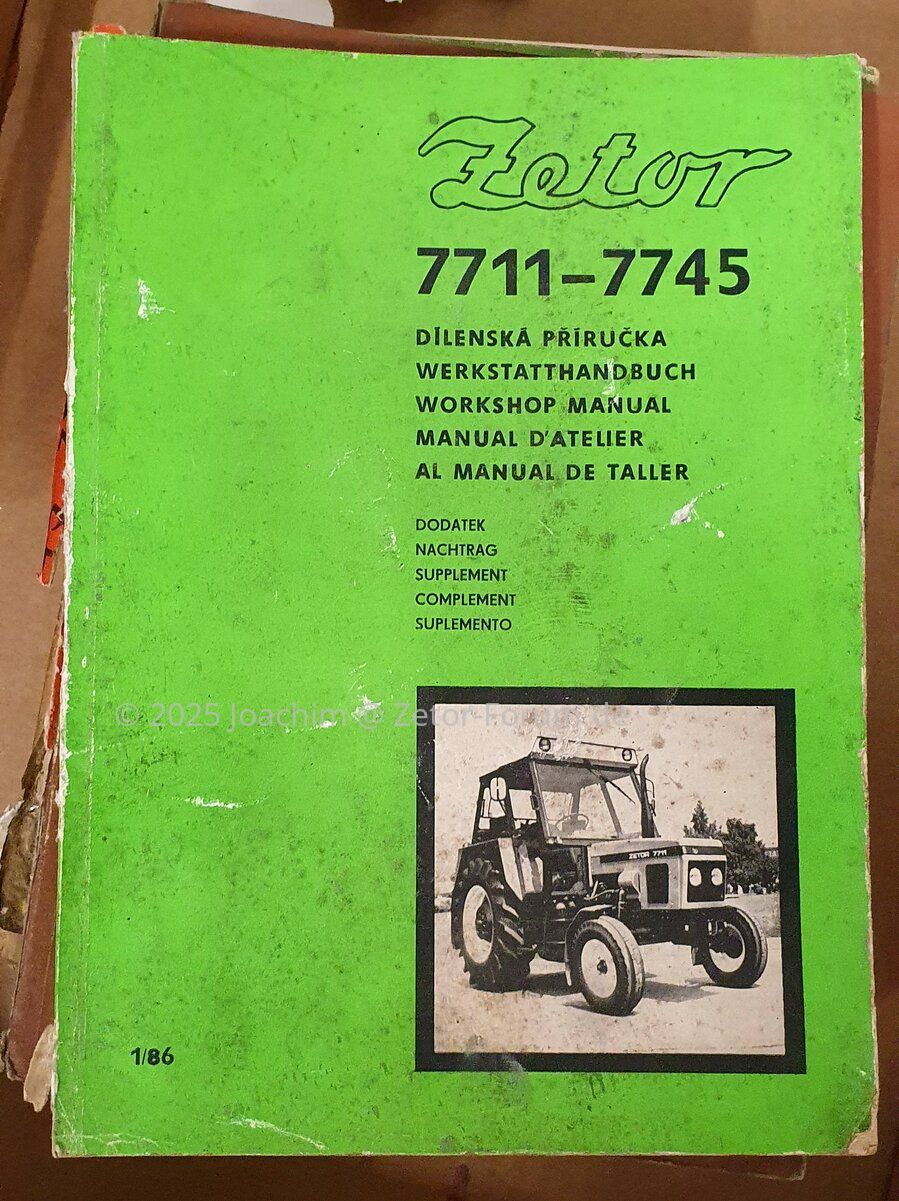 Zetor
7711-7745
DÍLENSKÁ PŘÍRUČKA
WERKSTATTHANDBUCH
WORKSHOP MANUAL
MANUAL D'ATELIER
AL MANUAL DE TALLER
DODATEK
NACHTRAG
SUPPLEMENT
COMPLEMENT
SUPLEMENTO
© 2025 Joachim @ Zetor-Forum.de
ZETOR 7711
1/86